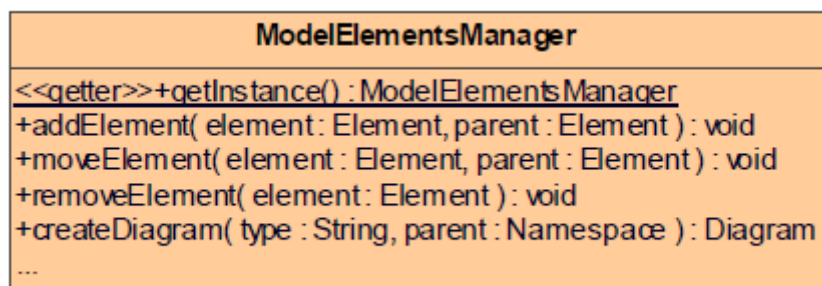 ModelElementsManager
<<getter>>+getInstance() : ModelElementsManager
+addElement( element : Element, parent : Element ) : void
+moveElement( element : Element, parent : Element ) : void
+removeElement( element : Element ) : void
+createDiagram( type : String, parent : Namespace ) : Diagram
...